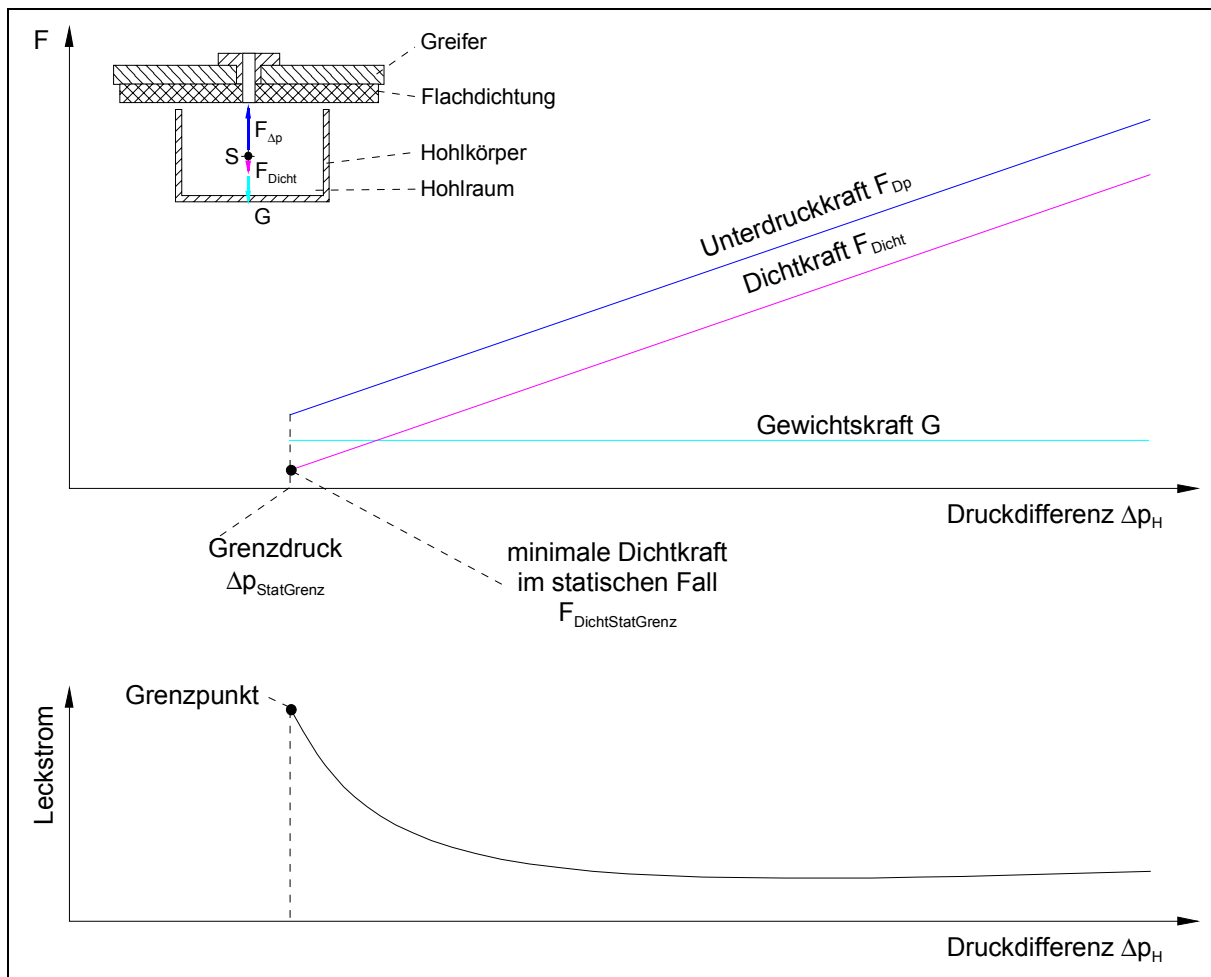 F
Greifer
Flachdichtung
F_Δp
S
F_Dicht
Hohlkörper
Hohlraum
G
Unterdruckkraft F_Dp
Dichtkraft F_Dicht
Gewichtskraft G
Druckdifferenz Δp_H
Grenzdruck
Δp_StatGrenz
minimale Dichtkraft
im statischen Fall
F_DichtStatGrenz
Grenzpunkt
Leckstrom
Druckdifferenz Δp_H